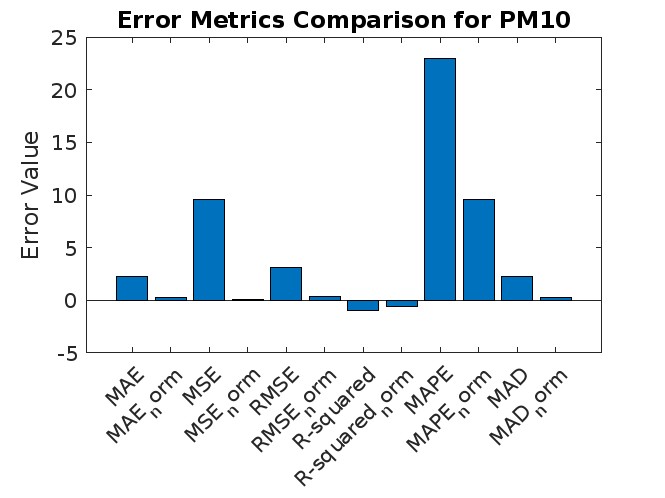 Error Metrics Comparison for PM10
Error Value
25
20
15
10
5
0
-5
MAE
MAE_norm
MSE
MSE_norm
RMSE
RMSE_norm
R-squared
R-squared_norm
MAPE
MAPE_norm
MAD
MAD_norm